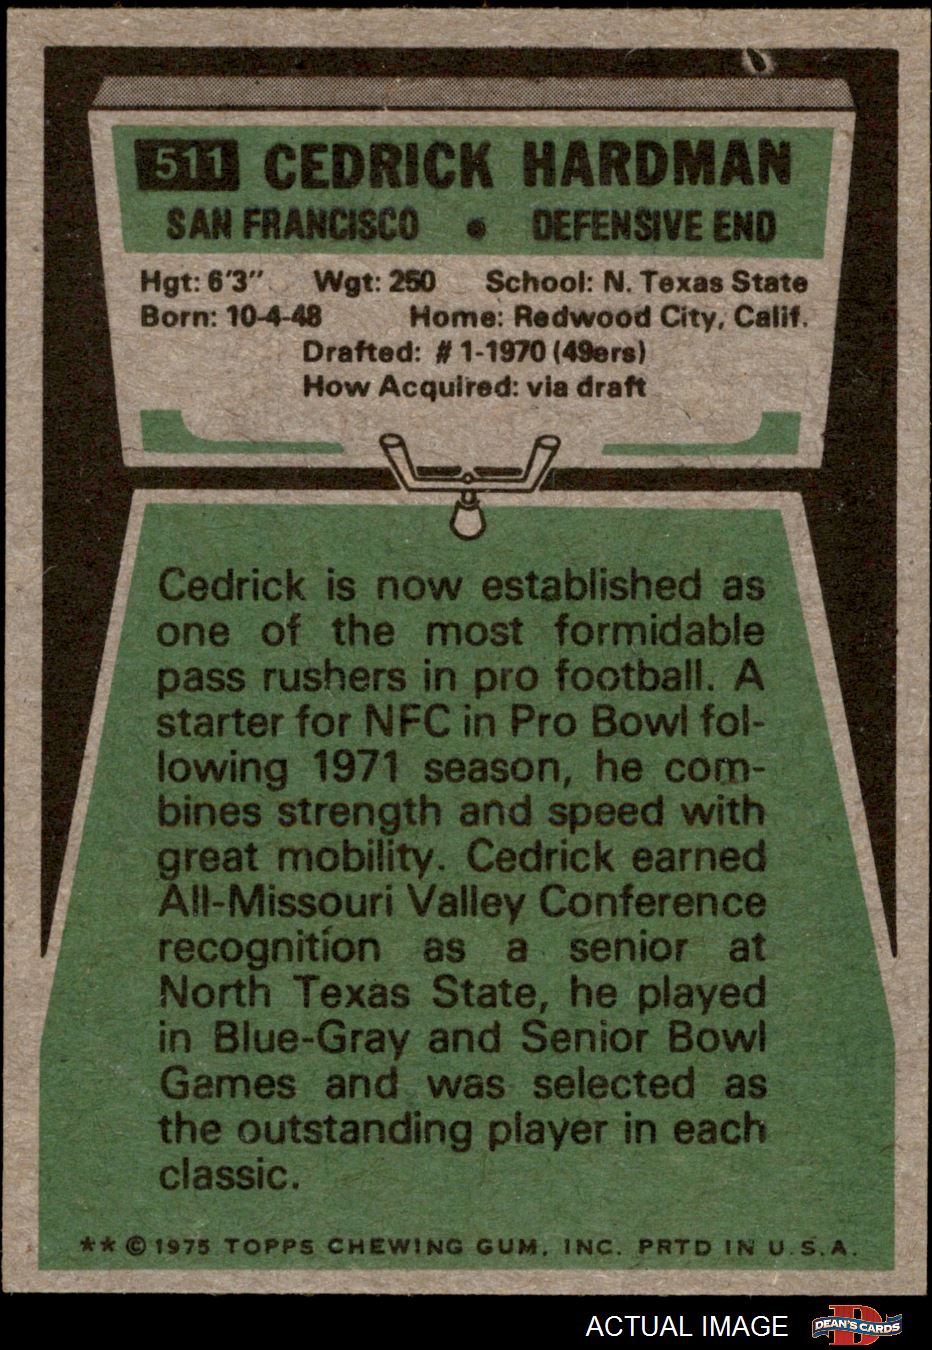 511 CEDRICK HARDMAN
SAN FRANCISCO • DEFENSIVE END
Hgt: 6'3" Wgt: 250 School: N. Texas State
Born: 10-4-48 Home: Redwood City, Calif.
Drafted: #1-1970 (49ers)
How Acquired: via draft
Cedrick is now established as
one of the most formidable
pass rushers in pro football. A
starter for NFC in Pro Bowl fol-
lowing 1971 season, he com-
bines strength and speed with
great mobility. Cedrick earned
All-Missouri Valley Conference
recognition as a senior at
North Texas State, he played
in Blue-Gray and Senior Bowl
Games and was selected as
the outstanding player in each
classic.
** © 1975 TOPPS CHEWING GUM, INC. PRTD IN U.S.A.
ACTUAL IMAGE D DEAN'S CARDS